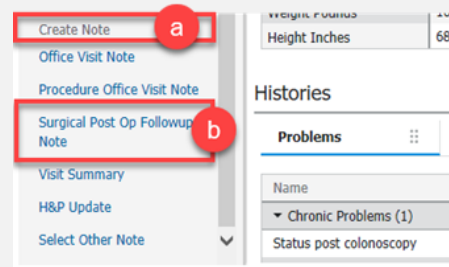 Create Note
a
Office Visit Note
Procedure Office Visit Note
Surgical Post Op Followup
Note
b
Visit Summary
H&P Update
Select Other Note
Weight Pounds
Height Inches
68
Histories
Problems
Name
Chronic Problems (1)
Status post colonoscopy